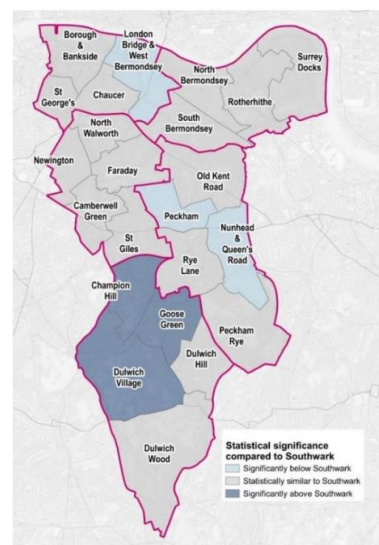 Borough
&
Bankside
London
Bridge &
West
Bermondsey
Surrey
Docks
North
Bermondsey
St
George's
Chaucer
Rotherhithe
South
Bermondsey
North
Walworth
Newington
Faraday
Old Kent
Road
Camberwell
Green
Peckham
Nunhead
&
Queen's
Road
St
Giles
Rye
Lane
Champion
Hill
Goose
Green
Peckham
Rye
Dulwich
Hill
Dulwich
Village
Dulwich
Wood
Statistical significance
compared to Southwark
Significantly below Southwark
Statistically similar to Southwark
Significantly above Southwark